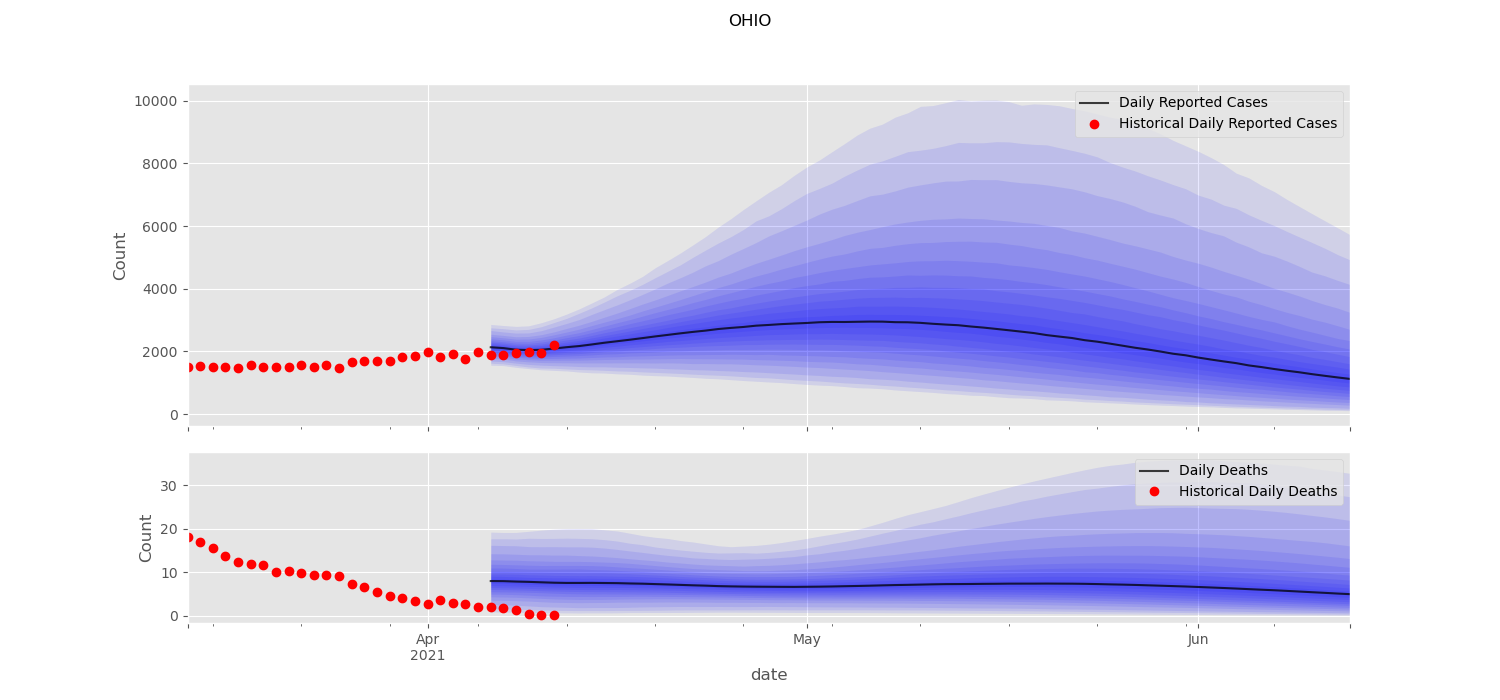 OHIO
10000
8000
6000
4000
2000
0
Count
Daily Reported Cases
Historical Daily Reported Cases
30
20
10
0
Count
Daily Deaths
Historical Daily Deaths
Apr
2021
May
Jun
date